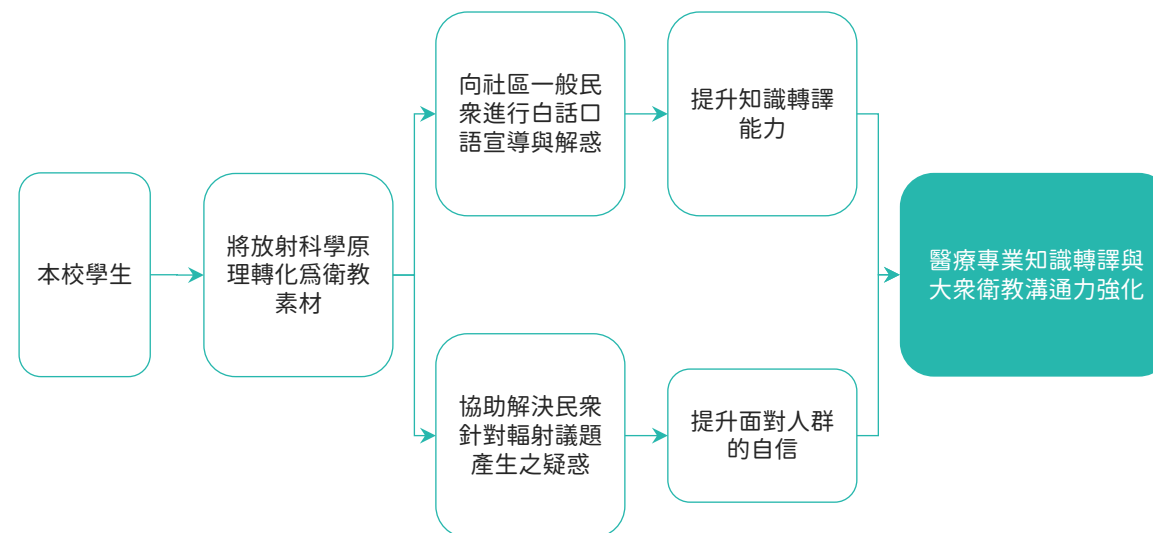 本校學生
將放射科學原
理轉化爲衛教
素材
向社區一般民
衆進行白話口
語宣導與解惑
提升知識轉譯
能力
協助解決民衆
針對輻射議題
產生之疑惑
提升面對人群
的自信
醫療專業知識轉譯與
大衆衛教溝通力強化